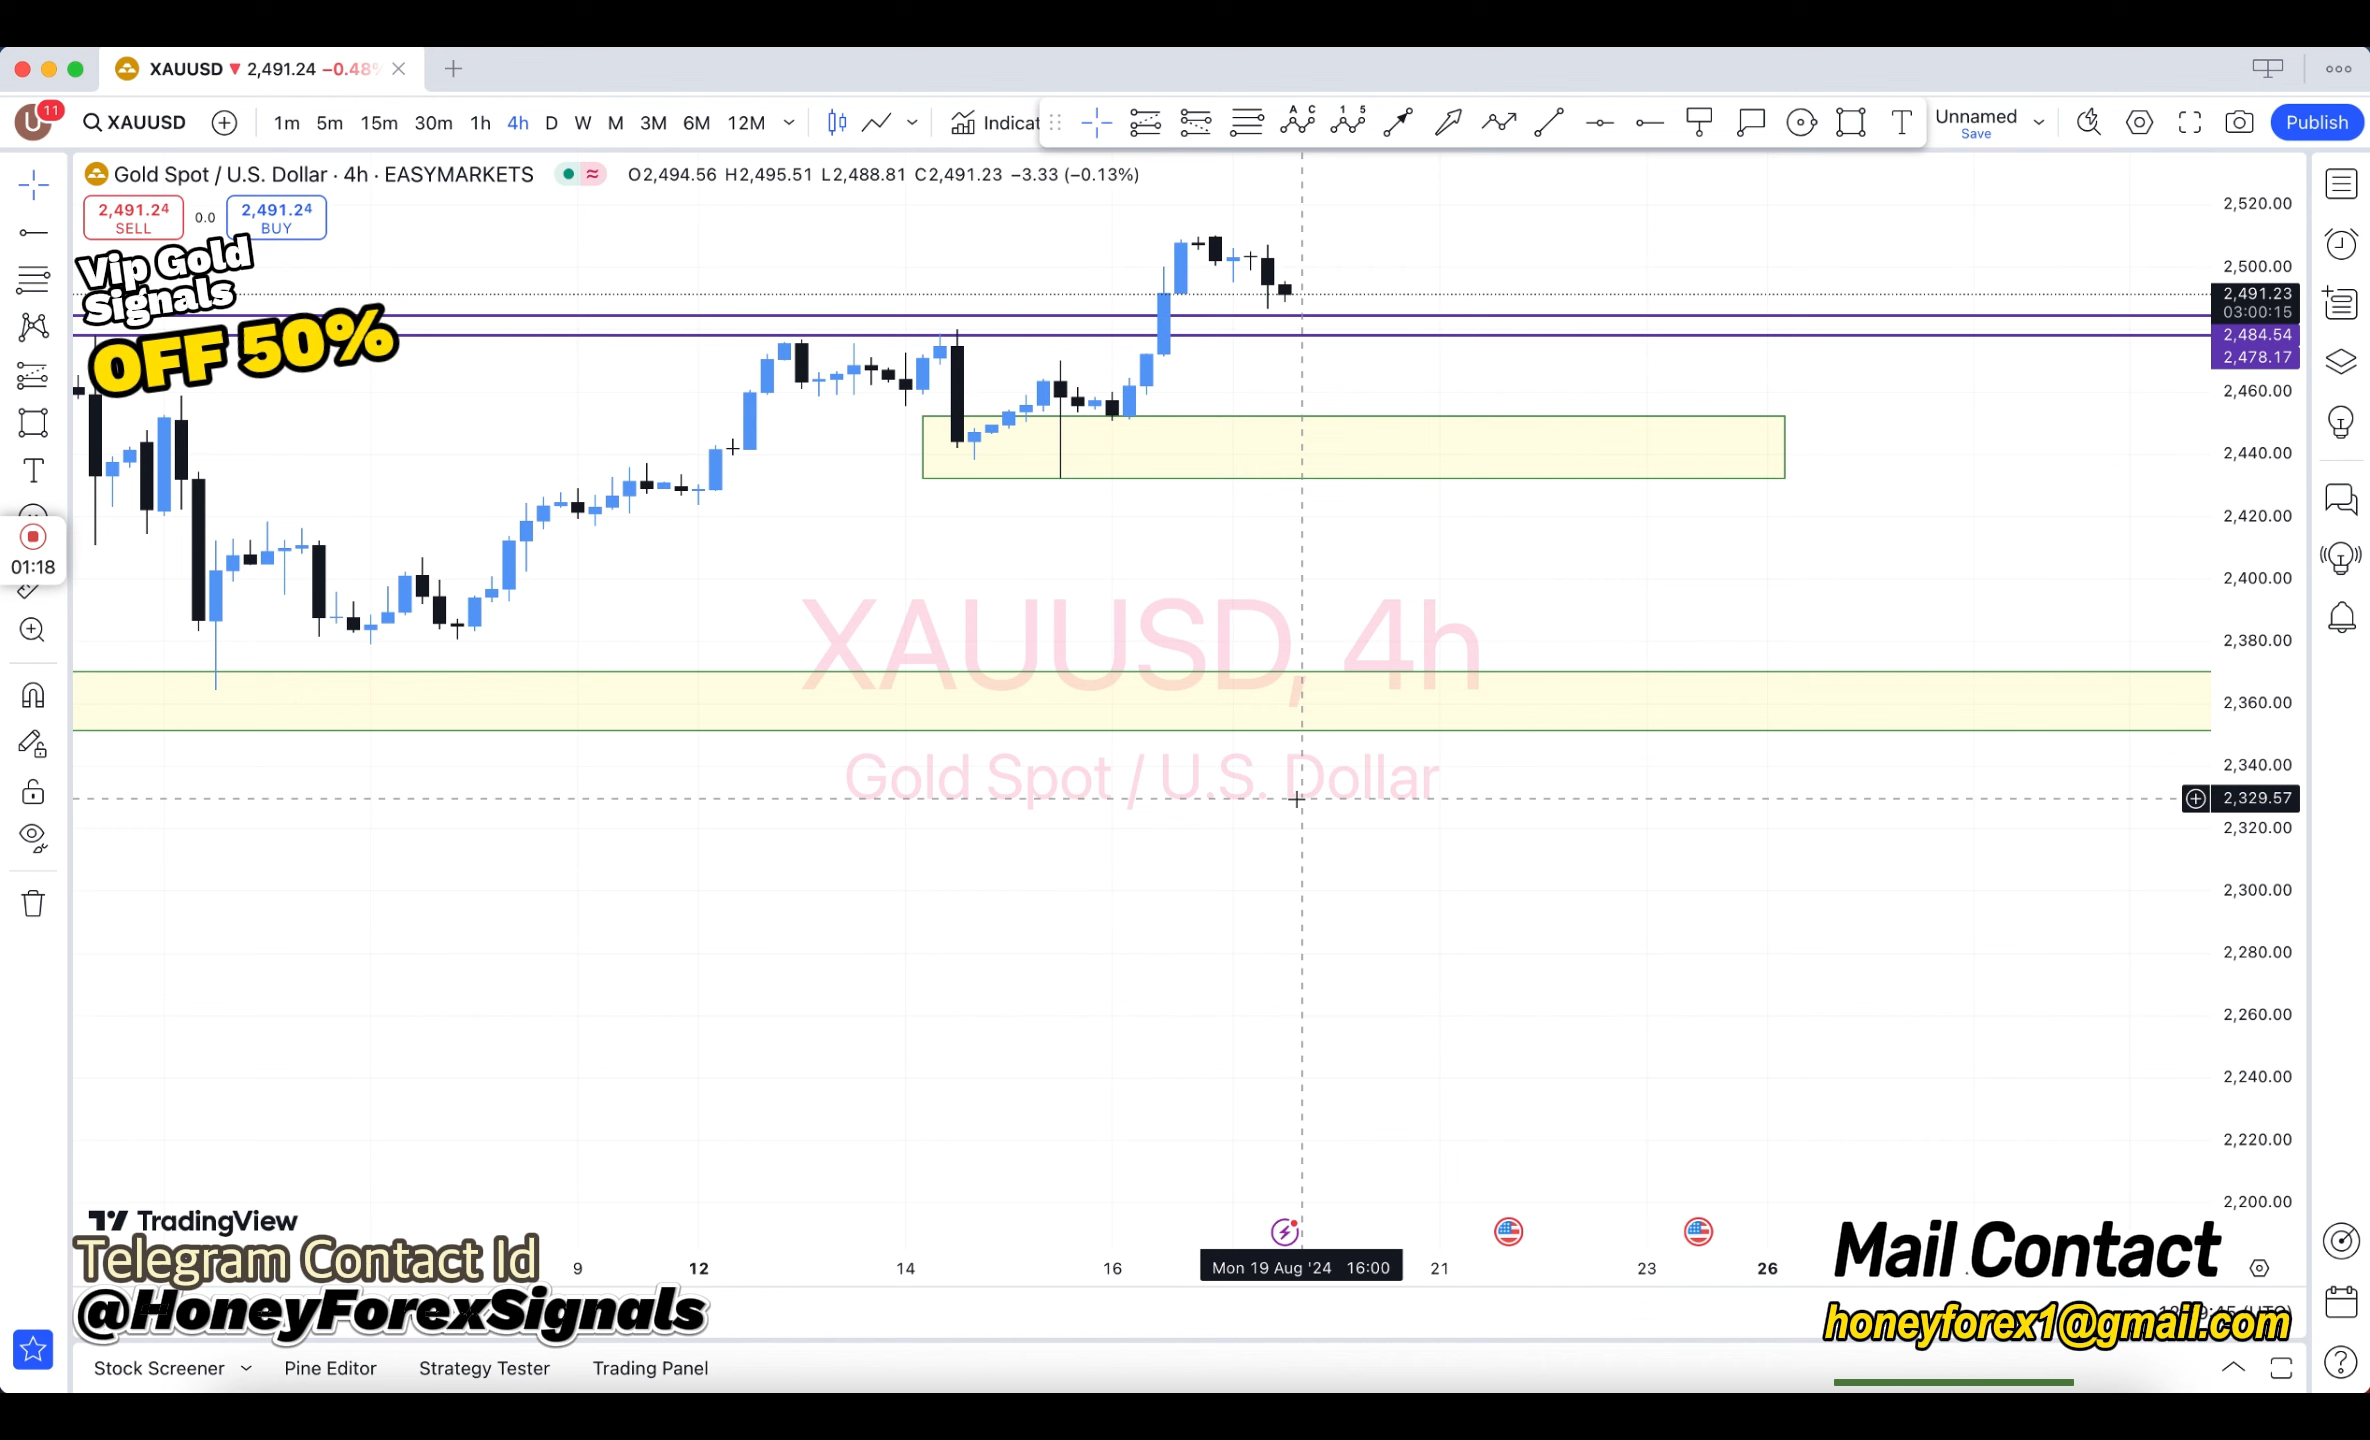 XAUUSD ▼ 2,491.24 −0.48%
U 11 XAUUSD 1m 5m 15m 30m 1h 4h D W M 3M 6M 12M Indicat A C 1 5 T Unnamed Save Publish
Gold Spot / U.S. Dollar · 4h · EASYMARKETS O2,494.56 H2,495.51 L2,488.81 C2,491.23 −3.33 (−0.13%)
2,491.24 SELL 0.0 2,491.24 BUY
Vip Gold
Signals
OFF 50%
01:18
2,520.00
2,500.00
2,491.23
03:00:15
2,484.54
2,478.17
2,460.00
2,440.00
2,420.00
2,400.00
2,380.00
2,360.00
2,340.00
2,329.57
2,320.00
2,300.00
2,280.00
2,260.00
2,240.00
2,220.00
2,200.00
XAUUSD, 4h
Gold Spot / U.S. Dollar
TradingView
9 12 14 16 Mon 19 Aug '24 16:00 21 23 26
Telegram Contact Id
@HoneyForexSignals
Mail Contact
honeyforex1@gmail.com
Stock Screener Pine Editor Strategy Tester Trading Panel